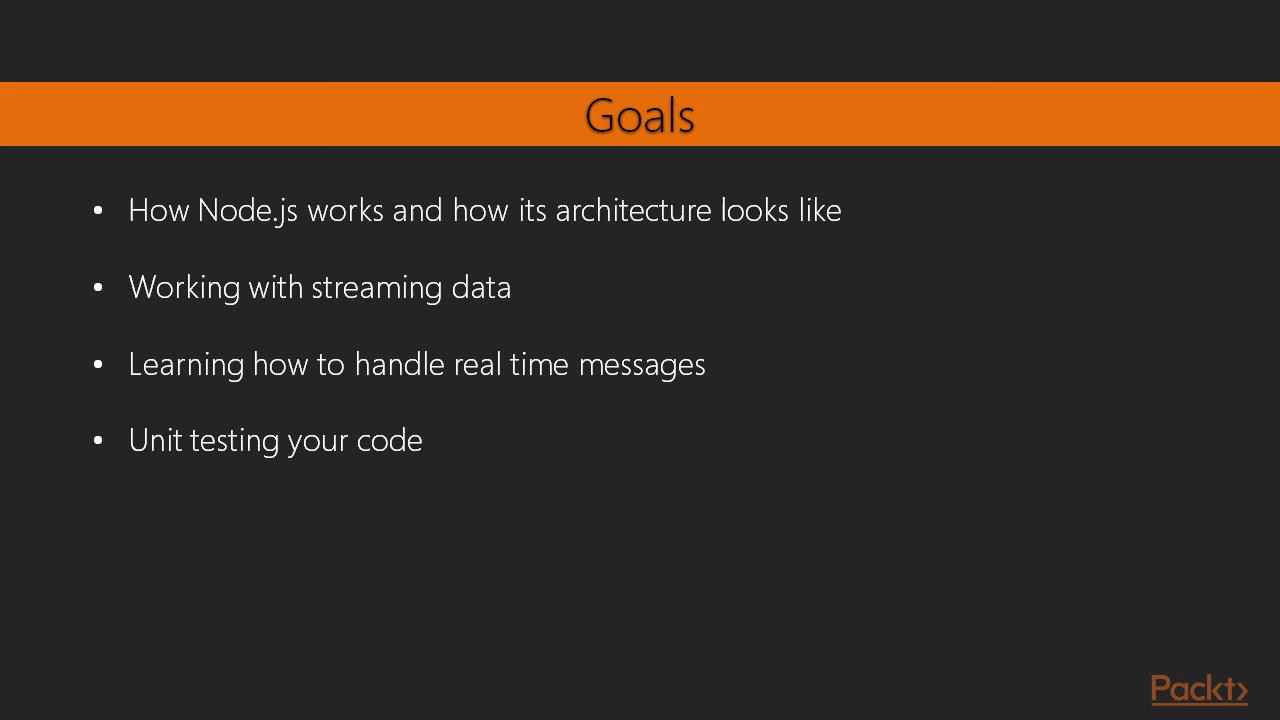 Goals
• How Node.js works and how its architecture looks like
• Working with streaming data
• Learning how to handle real time messages
• Unit testing your code
Packt>